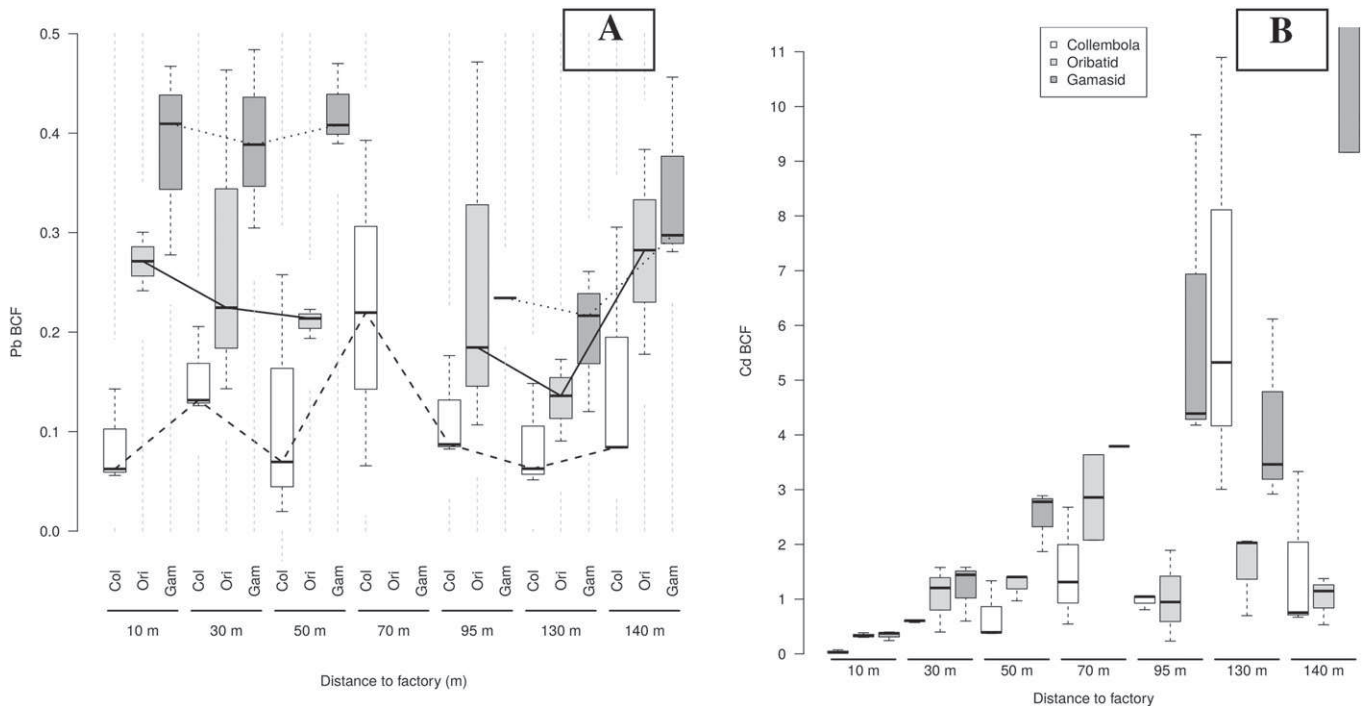 A
0.5
0.4
0.3
0.2
0.1
0.0
Pb BCF
Col Ori Gam Col Ori Gam Col Ori Gam Col Ori Gam Col Ori Gam Col Ori Gam Col Ori Gam
10 m 30 m 50 m 70 m 95 m 130 m 140 m
Distance to factory (m)
B
Collembola
Oribatid
Gamasid
11
10
9
8
7
6
5
4
3
2
1
0
Cd BCF
10 m 30 m 50 m 70 m 95 m 130 m 140 m
Distance to factory